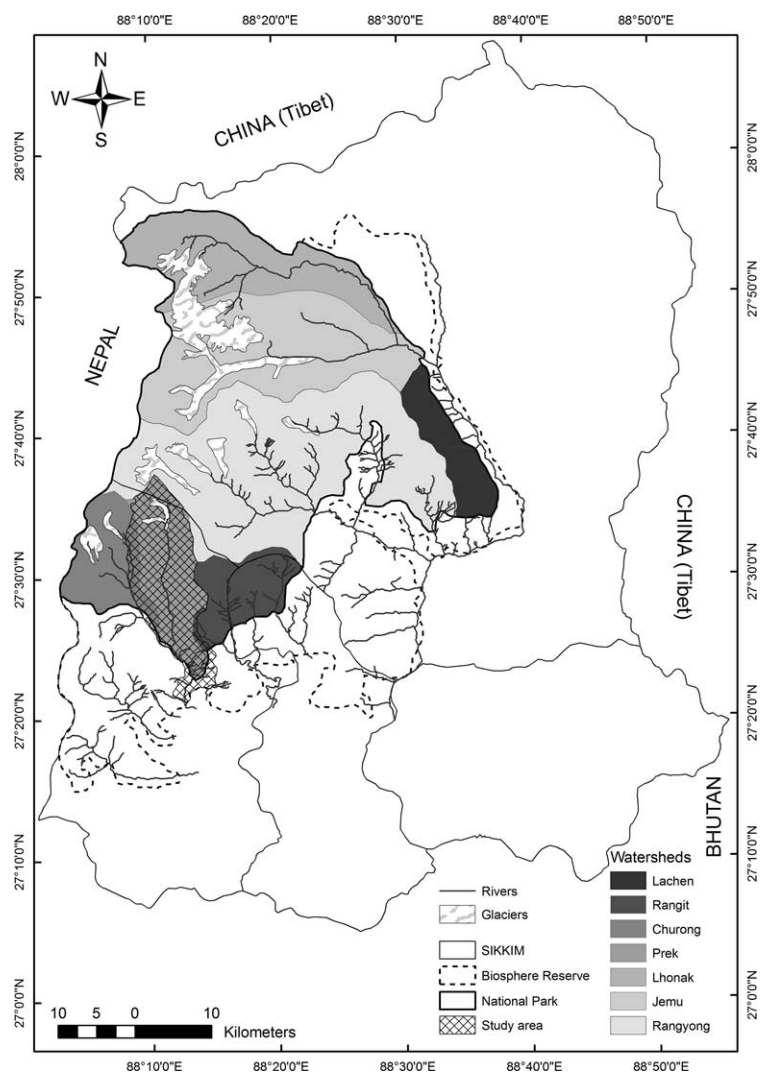 88°10'0"E 88°20'0"E 88°30'0"E 88°40'0"E 88°50'0"E
N
W E
S
CHINA (Tibet)
28°0'0"N 28°0'0"N
27°50'0"N 27°50'0"N
NEPAL
27°40'0"N 27°40'0"N
CHINA (Tibet)
27°30'0"N 27°30'0"N
27°20'0"N 27°20'0"N
BHUTAN
27°10'0"N 27°10'0"N
27°0'0"N 27°0'0"N
Rivers
Glaciers
SIKKIM
Biosphere Reserve
National Park
Study area
Watersheds
Lachen
Rangit
Churong
Prek
Lhonak
Jemu
Rangyong
10 5 0 10
Kilometers
88°10'0"E 88°20'0"E 88°30'0"E 88°40'0"E 88°50'0"E